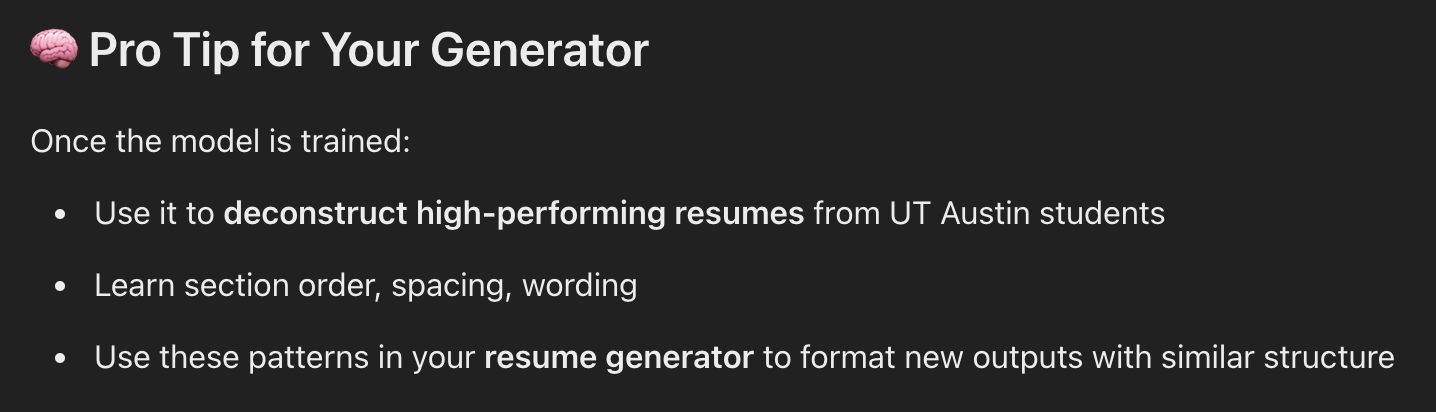 🧠 Pro Tip for Your Generator
Once the model is trained:
• Use it to deconstruct high-performing resumes from UT Austin students
• Learn section order, spacing, wording
• Use these patterns in your resume generator to format new outputs with similar structure